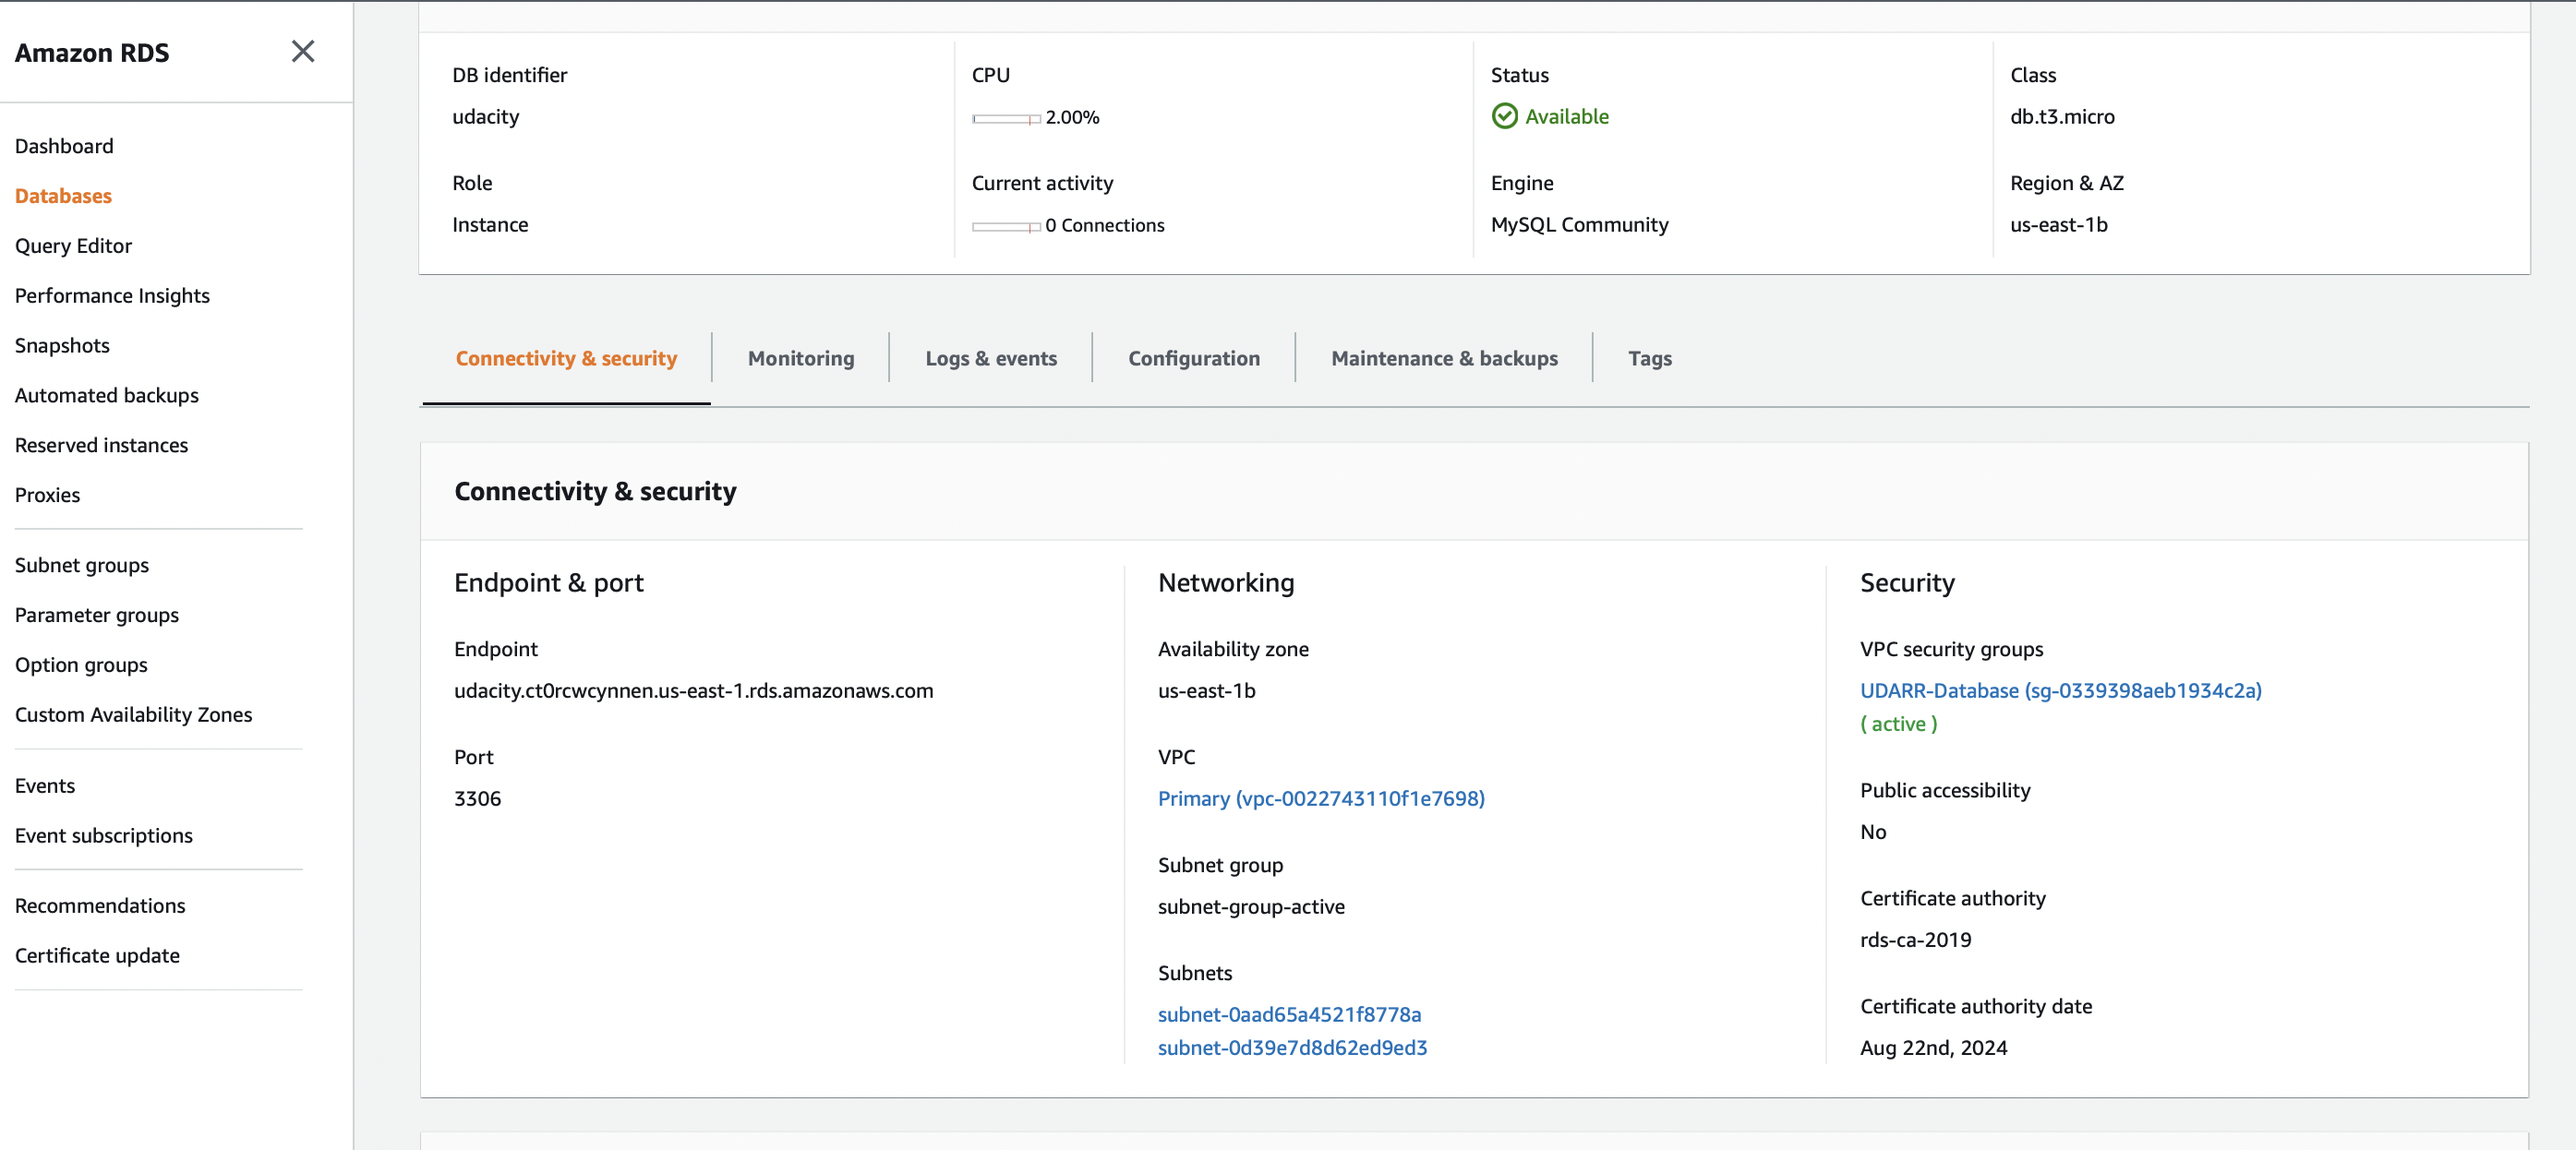 Amazon RDS
Dashboard
Databases
Query Editor
Performance Insights
Snapshots
Automated backups
Reserved instances
Proxies
Subnet groups
Parameter groups
Option groups
Custom Availability Zones
Events
Event subscriptions
Recommendations
Certificate update
DB identifier
udacity
CPU
2.00%
Status
Available
Class
db.t3.micro
Role
Instance
Current activity
0 Connections
Engine
MySQL Community
Region & AZ
us-east-1b
Connectivity & security
Monitoring
Logs & events
Configuration
Maintenance & backups
Tags
Connectivity & security
Endpoint & port
Endpoint
udacity.ct0rcwcynnen.us-east-1.rds.amazonaws.com
Port
3306
Networking
Availability zone
us-east-1b
VPC
Primary (vpc-0022743110f1e7698)
Subnet group
subnet-group-active
Subnets
subnet-0aad65a4521f8778a
subnet-0d39e7d8d62ed9ed3
Security
VPC security groups
UDARR-Database (sg-0339398aeb1934c2a)
( active )
Public accessibility
No
Certificate authority
rds-ca-2019
Certificate authority date
Aug 22nd, 2024